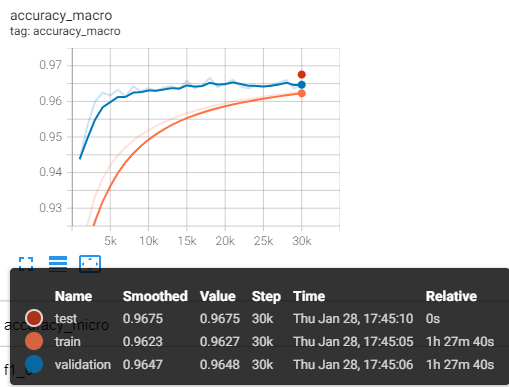 accuracy_macro
tag: accuracy_macro
0.97
0.96
0.95
0.94
0.93
5k 10k 15k 20k 25k 30k
Name Smoothed Value Step Time Relative
test 0.9675 0.9675 30k Thu Jan 28, 17:45:10 0s
accuracy_micro
train 0.9623 0.9627 30k Thu Jan 28, 17:45:05 1h 27m 40s
validation 0.9647 0.9648 30k Thu Jan 28, 17:45:06 1h 27m 40s